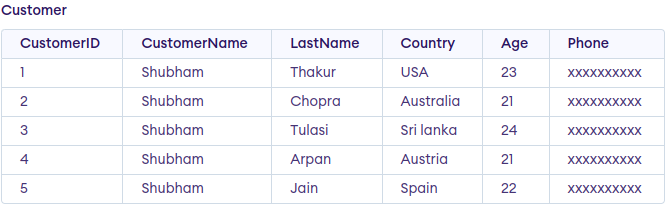 Customer
CustomerID CustomerName LastName Country Age Phone
1 Shubham Thakur USA 23 xxxxxxxxxx
2 Shubham Chopra Australia 21 xxxxxxxxxx
3 Shubham Tulasi Sri lanka 24 xxxxxxxxxx
4 Shubham Arpan Austria 21 xxxxxxxxxx
5 Shubham Jain Spain 22 xxxxxxxxxx